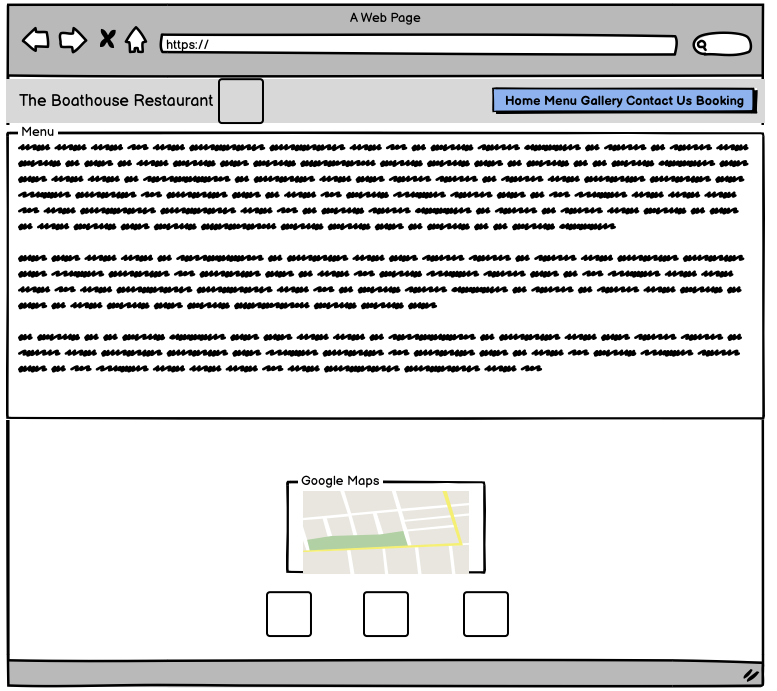 A Web Page
https://
The Boathouse Restaurant
Home Menu Gallery Contact Us Booking
Menu
Google Maps